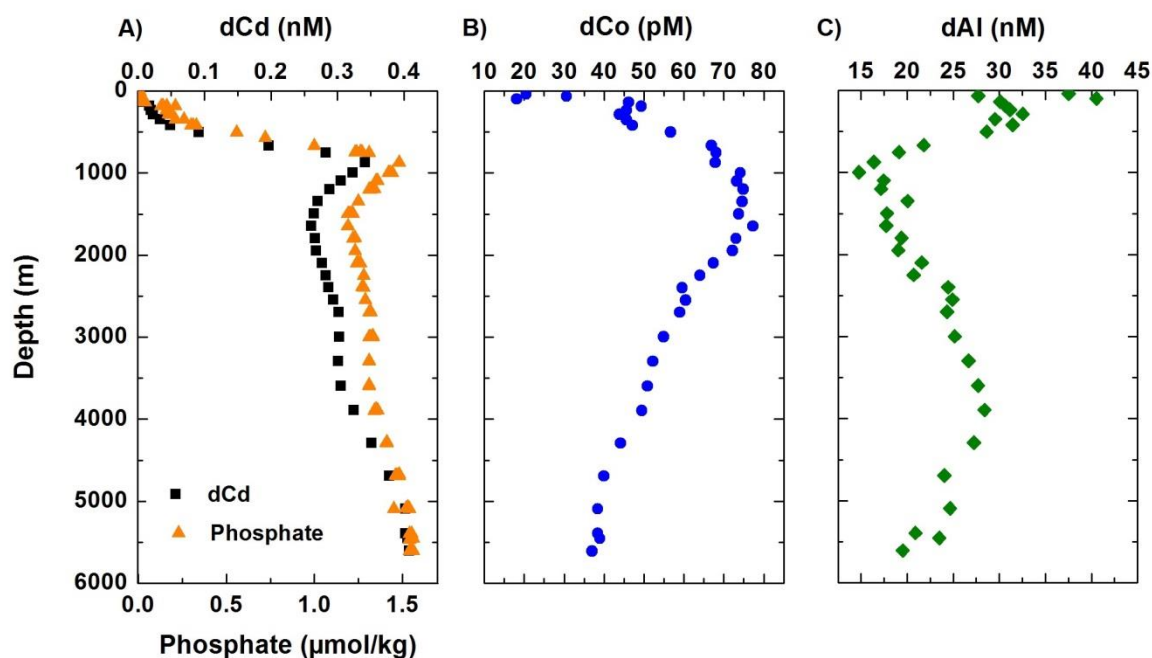 A) dCd (nM)
0.0 0.1 0.2 0.3 0.4
B) dCo (pM)
10 20 30 40 50 60 70 80
C) dAl (nM)
15 20 25 30 35 40 45
Depth (m)
0
1000
2000
3000
4000
5000
6000
dCd
Phosphate
0.0 0.5 1.0 1.5
Phosphate (µmol/kg)